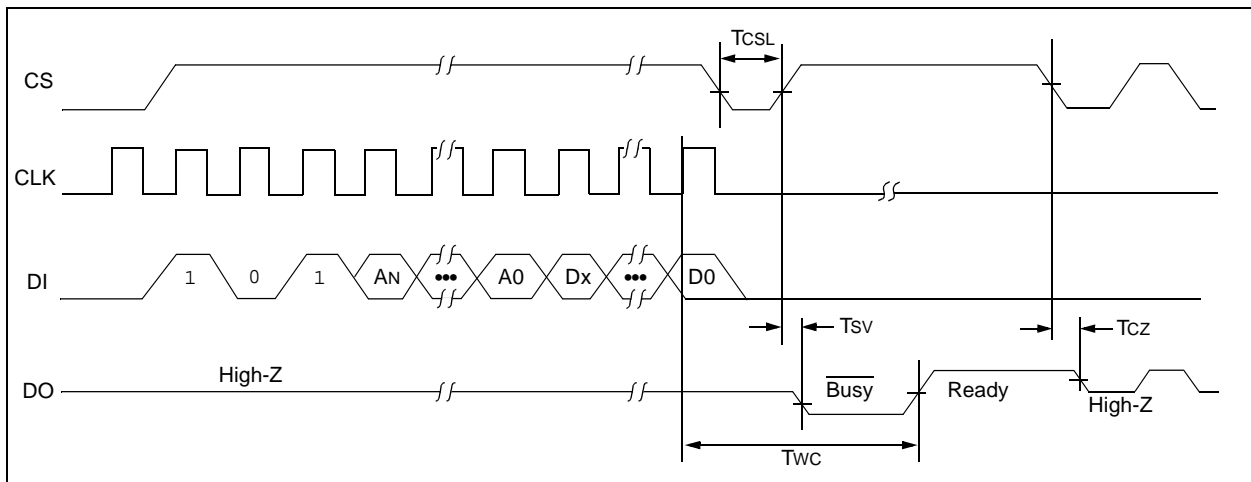 TCSL
CS
CLK
DI 1 0 1 AN ••• A0 Dx ••• D0
TSV TCZ
DO High-Z Busy Ready High-Z
TWC